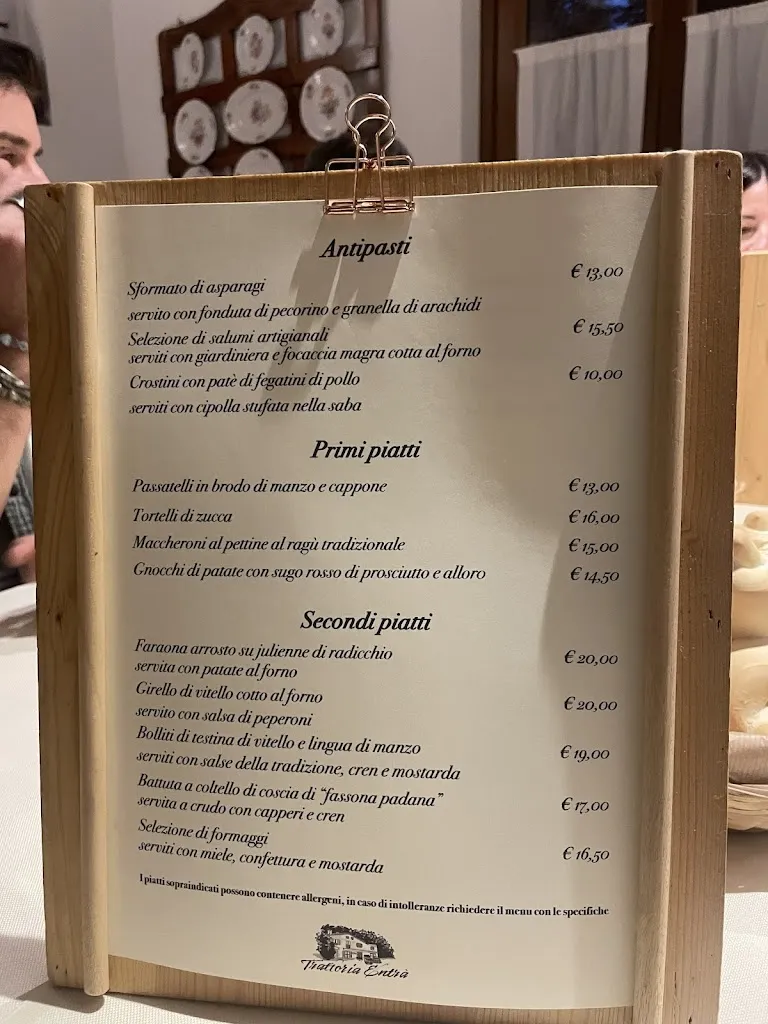 Antipasti
Sformato di asparagi € 13,00
servito con fonduta di pecorino e granella di arachidi
Selezione di salumi artigianali € 15,50
serviti con giardiniera e focaccia magra cotta al forno
Crostini con patè di fegatini di pollo € 10,00
serviti con cipolla stufata nella saba
Primi piatti
Passatelli in brodo di manzo e cappone € 13,00
Tortelli di zucca € 16,00
Maccheroni al pettine al ragù tradizionale € 15,00
Gnocchi di patate con sugo rosso di prosciutto e alloro € 14,50
Secondi piatti
Faraona arrosto su julienne di radicchio € 20,00
servita con patate al forno
Girello di vitello cotto al forno € 20,00
servito con salsa di peperoni
Bolliti di testina di vitello e lingua di manzo € 19,00
serviti con salse della tradizione, cren e mostarda
Battuta a coltello di coscia di “fassona padana” € 17,00
servita a crudo con capperi e cren
Selezione di formaggi € 16,50
serviti con miele, confettura e mostarda
I piatti sopraindicati possono contenere allergeni, in caso di intolleranze richiedere il menu con le specifiche
Trattoria Entrà